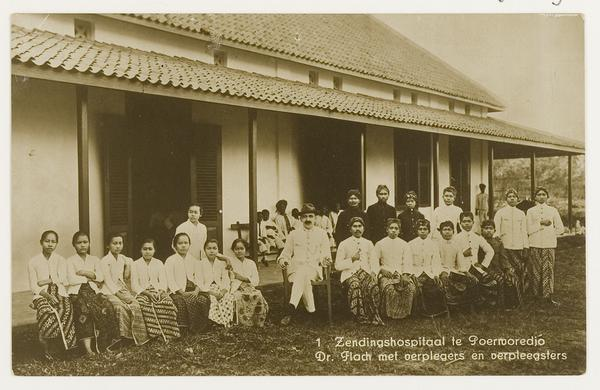 1 Zendingshospitaal te Poerworedjo
Dr. Flach met verplegers en verpleegsters